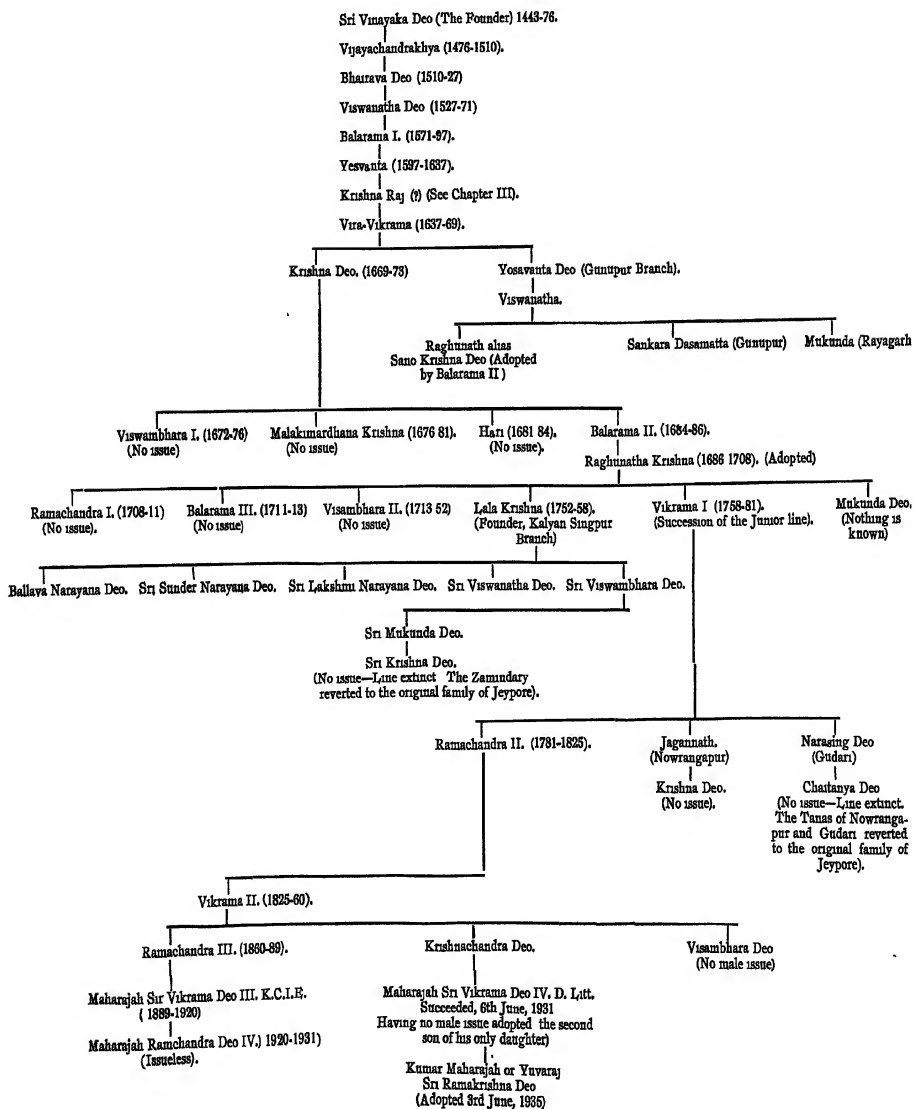 Sri Vinayaka Deo (The Founder) 1443-76.
Vijayachandrakhya (1476-1510).
Bhairava Deo (1510-27)
Viswanatha Deo (1527-71)
Balarama I. (1571-97).
Yesvanta (1597-1637).
Krishna Raj (?) (See Chapter III).
Vira-Vikrama (1637-69).
Krishna Deo. (1669-73)
Yosavanta Deo (Gunupur Branch).
Viswanatha.
Raghunath alias
Sano Krishna Deo (Adopted
by Balarama II )
Sankara Dasamatta (Gunupur)
Mukunda (Rayagarh
Viswambhara I. (1672-76)
(No issue)
Malakimardhana Krishna (1676 81).
(No issue)
Hari (1681 84).
(No issue).
Balarama II. (1684-86).
Raghunatha Krishna (1686 1708). (Adopted)
Ramachandra I. (1708-11)
(No issue).
Balarama III. (1711-13)
(No issue)
Visambhara II. (1713 52)
(No issue)
Lala Krishna (1752-58).
(Founder, Kalyan Singpur
Branch)
Vikrama I (1758-81).
(Succession of the Junior line).
Mukunda Deo.
(Nothing is
known)
Ballava Narayana Deo.
Sri Sunder Narayana Deo.
Sri Lakshmi Narayana Deo.
Sri Viswanatha Deo.
Sri Viswambhara Deo.
Sri Mukunda Deo.
Sri Krishna Deo.
(No issue—Line extinct The Zamindary
reverted to the original family of Jeypore).
Ramachandra II. (1781-1825).
Jagannath.
(Nowrangapur)
Krishna Deo.
(No issue).
Narasing Deo
(Gudari)
Chaitanya Deo
(No issue—Line extinct.
The Tanas of Nowranga-
pur and Gudari reverted
to the original family of
Jeypore).
Vikrama II. (1825-60).
Ramachandra III. (1860-89).
Krishnachandra Deo.
Visambhara Deo
(No male issue)
Maharajah Sir Vikrama Deo III. K.C.I.E.
( 1889-1920)
Maharajah Ramchandra Deo IV.) 1920-1931)
(Issueless).
Maharajah Sri Vikrama Deo IV. D. Litt.
Succeeded, 6th June, 1931
Having no male issue adopted the second
son of his only daughter)
Kumar Maharajah or Yuvaraj
Sri Ramakrishna Deo
(Adopted 3rd June, 1935)